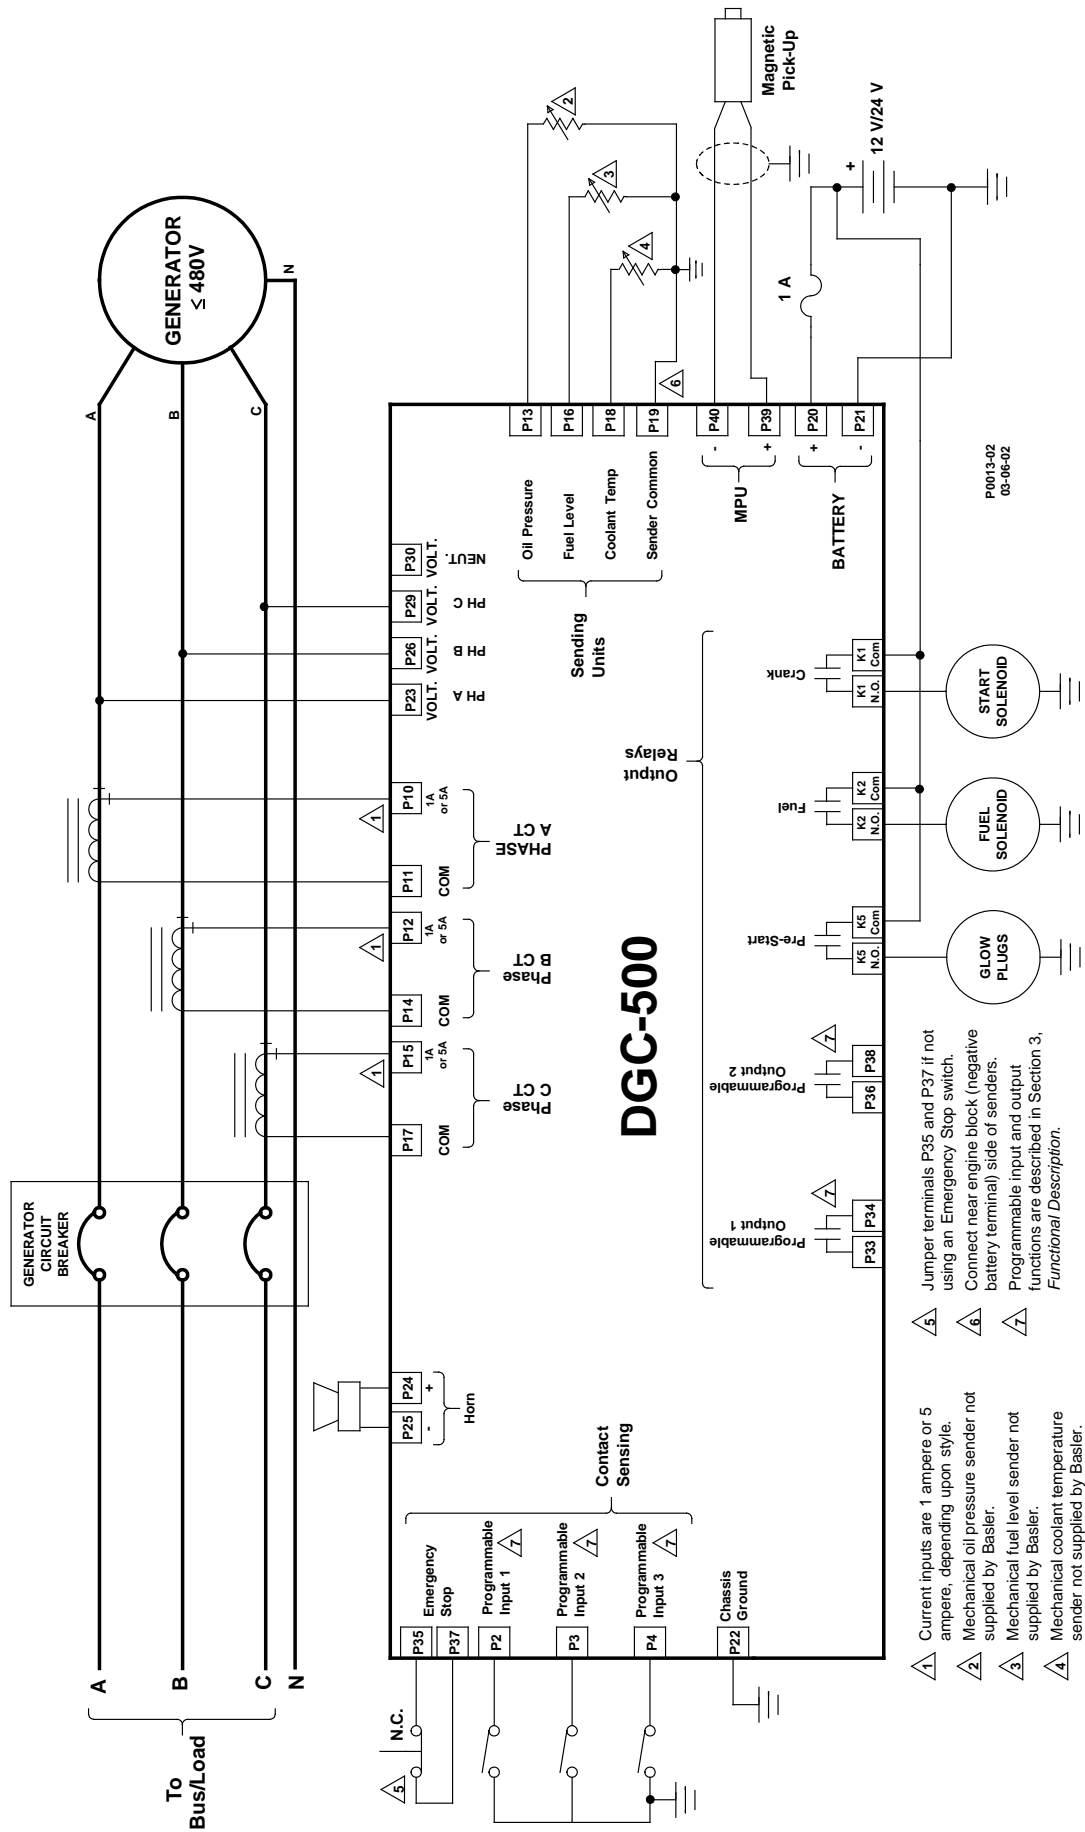 To
Bus/Load
A
B
C
N
GENERATOR
CIRCUIT
BREAKER
GENERATOR
≤ 480V
A
B
C
N
P35
P37
Emergency
Stop
N.C.
5
P2
Programmable
Input 1
7
P3
Programmable
Input 2
7
P4
Programmable
Input 3
7
Contact
Sensing
P22
Chassis
Ground
P25
P24
-
+
Horn
P17
COM
P15
1A
or 5A
1
Phase
C CT
P14
COM
P12
1A
or 5A
1
Phase
B CT
P11
COM
P10
1A
or 5A
1
PHASE
A CT
P23
VOLT.
PH A
P26
VOLT.
PH B
P29
VOLT.
PH C
P30
VOLT.
NEUT.
DGC-500
Sending
Units
Oil Pressure
P13
2
Fuel Level
P16
3
Coolant Temp
P18
4
Sender Common
P19
6
MPU
-
P40
+
P39
Magnetic
Pick-Up
BATTERY
+
P20
-
P21
1 A
+
12 V/24 V
Output
Relays
Programmable
Output 1
7
P33
P34
Programmable
Output 2
7
P36
P38
Pre-Start
K5
N.O.
K5
Com
GLOW
PLUGS
Fuel
K2
N.O.
K2
Com
FUEL
SOLENOID
Crank
K1
N.O.
K1
Com
START
SOLENOID
1 Current inputs are 1 ampere or 5
ampere, depending upon style.
2 Mechanical oil pressure sender not
supplied by Basler.
3 Mechanical fuel level sender not
supplied by Basler.
4 Mechanical coolant temperature
sender not supplied by Basler.
5 Jumper terminals P35 and P37 if not
using an Emergency Stop switch.
6 Connect near engine block (negative
battery terminal) side of senders.
7 Programmable input and output
functions are described in Section 3,
Functional Description.
P0013-02
03-06-02